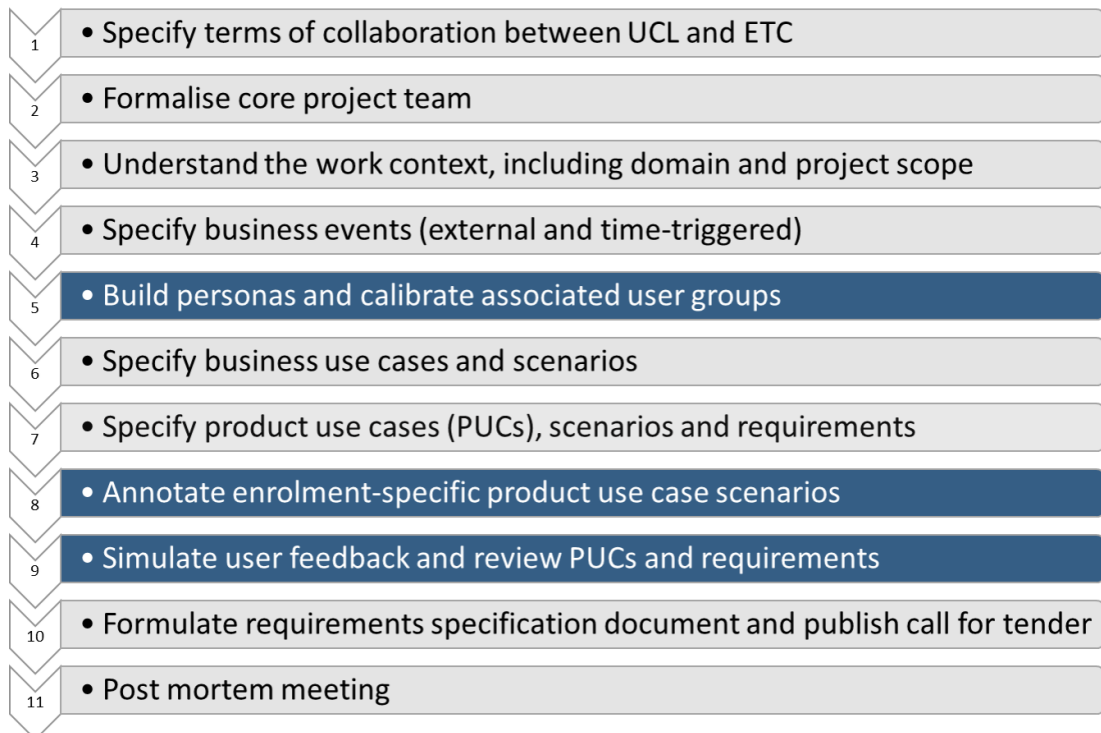 1 • Specify terms of collaboration between UCL and ETC
2 • Formalise core project team
3 • Understand the work context, including domain and project scope
4 • Specify business events (external and time-triggered)
5 • Build personas and calibrate associated user groups
6 • Specify business use cases and scenarios
7 • Specify product use cases (PUCs), scenarios and requirements
8 • Annotate enrolment-specific product use case scenarios
9 • Simulate user feedback and review PUCs and requirements
10 • Formulate requirements specification document and publish call for tender
11 • Post mortem meeting